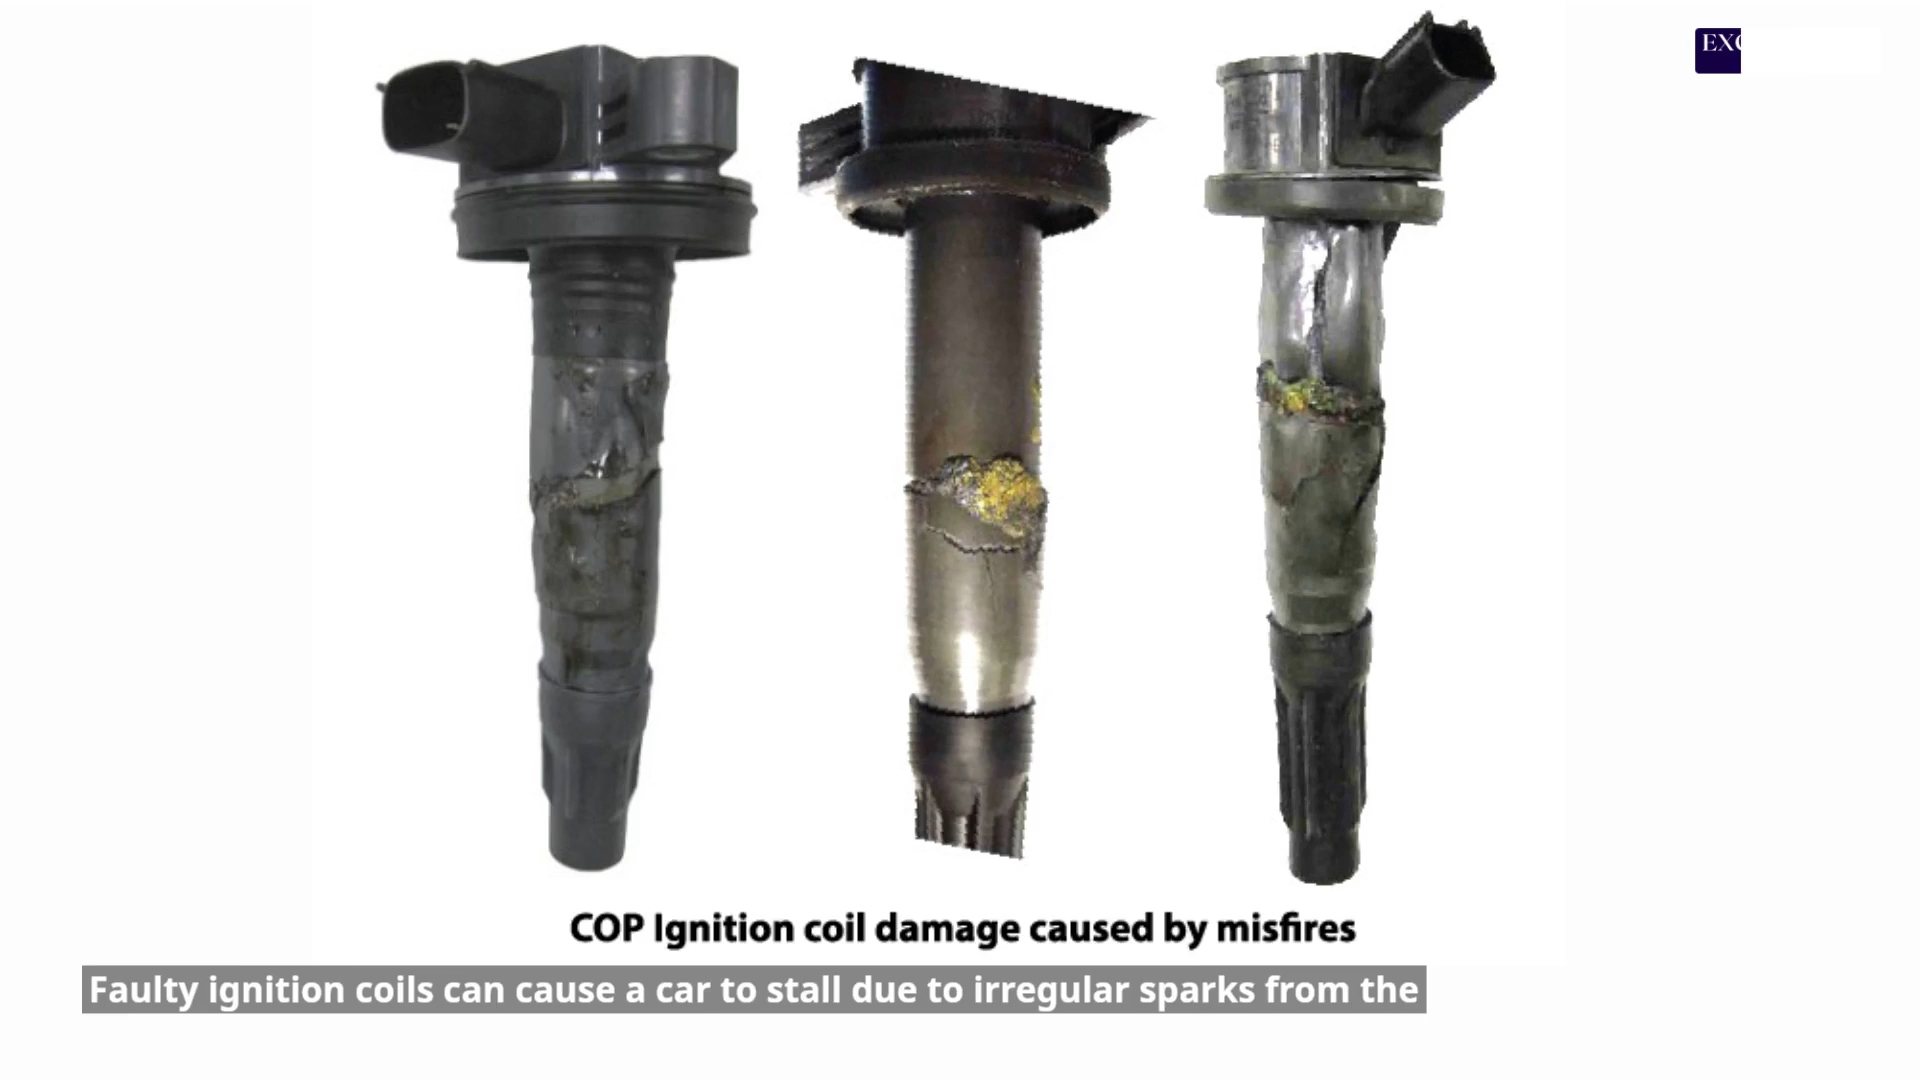 EXC
COP Ignition coil damage caused by misfires
Faulty ignition coils can cause a car to stall due to irregular sparks from the